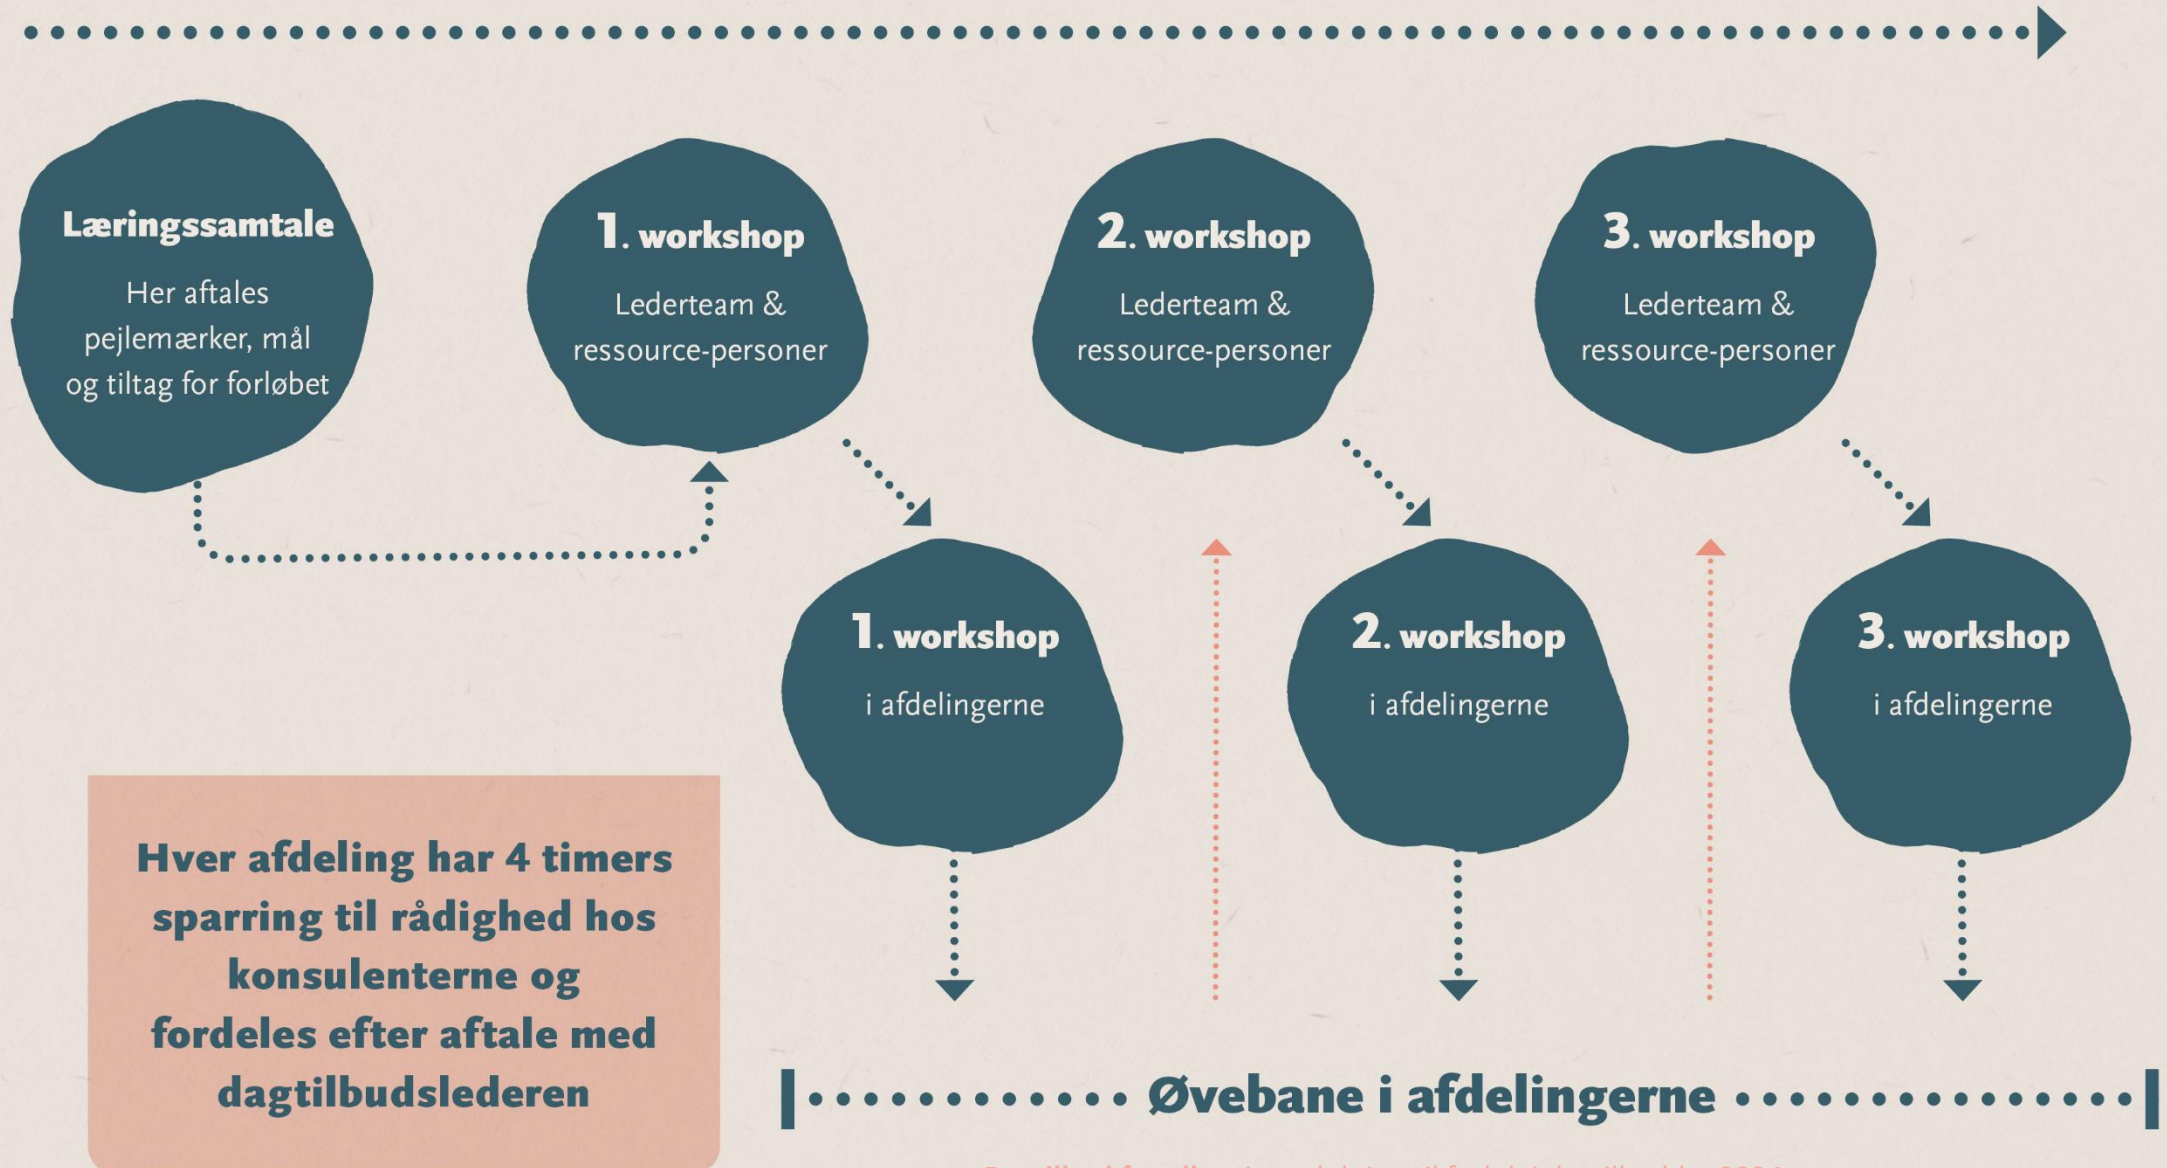 Læringssamtale
Her aftales
pejlemærker, mål
og tiltag for forløbet
1. workshop
Lederteam &
ressource-personer
2. workshop
Lederteam &
ressource-personer
3. workshop
Lederteam &
ressource-personer
1. workshop
i afdelingerne
2. workshop
i afdelingerne
3. workshop
i afdelingerne
Hver afdeling har 4 timers
sparring til rådighed hos
konsulenterne og
fordeles efter aftale med
dagtilbudslederen
Øvebane i afdelingerne